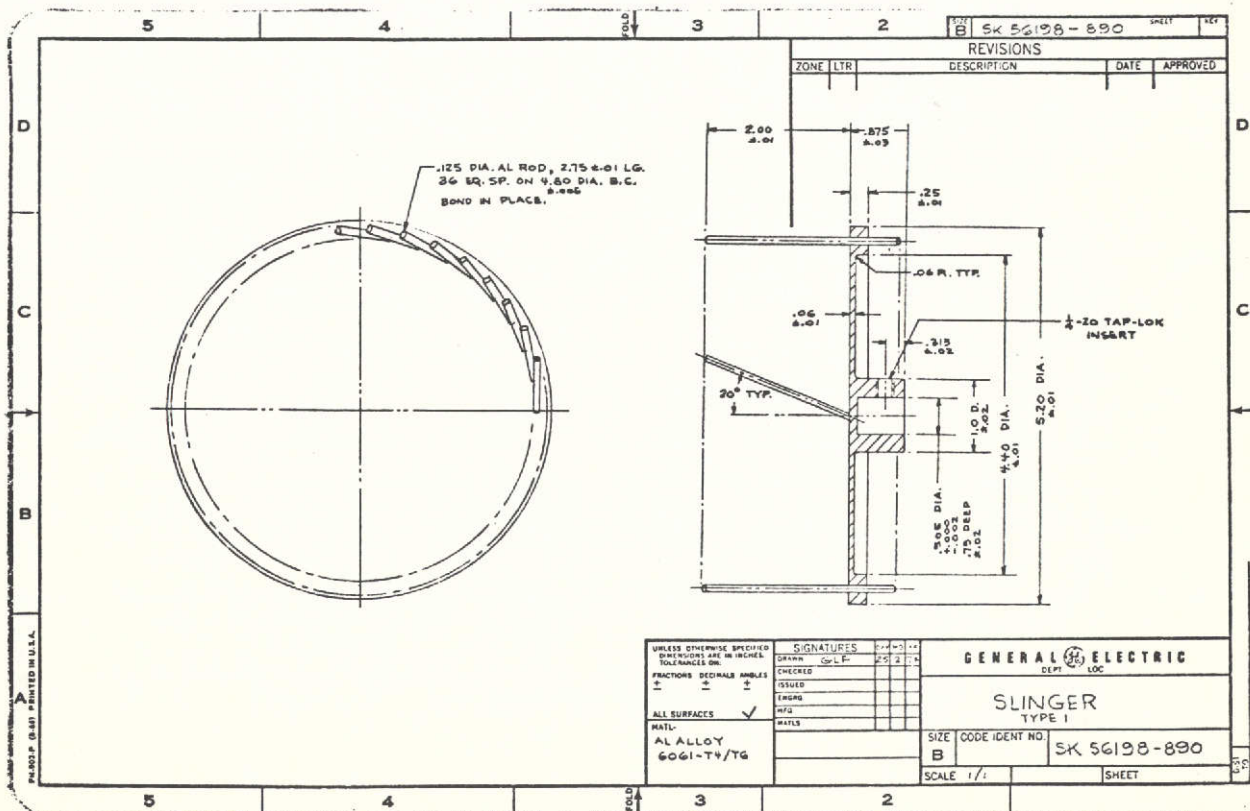 5
4
FOLD
3
2
SIZE
B
SK 56198-890
SHEET
REV
REVISIONS
ZONE
LTR
DESCRIPTION
DATE
APPROVED
D
D
.125 DIA. AL ROD, 2.75 ±.01 LG.
36 EQ. SP. ON 4.80 DIA. B.C.
±.005
BOND IN PLACE.
2.00
±.01
.875
±.03
.25
±.01
C
C
.06 R. TYP.
.06
±.01
¼-20 TAP-LOK
INSERT
.315
±.02
20° TYP.
1.0 D.
±.02
4.40 DIA.
±.01
5.20 DIA.
±.01
B
B
DIA.
+.000
-.002
.75 DEEP
±.02
A
PRINTED IN U.S.A.
UNLESS OTHERWISE SPECIFIED
DIMENSIONS ARE IN INCHES.
TOLERANCES ON:
FRACTIONS DECIMALS ANGLES
± ± ±
ALL SURFACES √
MATL-
AL ALLOY
6061-T4/T6
SIGNATURES
DRAWN GLF
CHECKED
ISSUED
ENGRG
MFG
MATLS
GENERAL GE ELECTRIC
DEPT LOC
SLINGER
TYPE I
SIZE
B
CODE IDENT NO.
SK 56198-890
SCALE 1/1
SHEET
5
4
FOLD
3
2